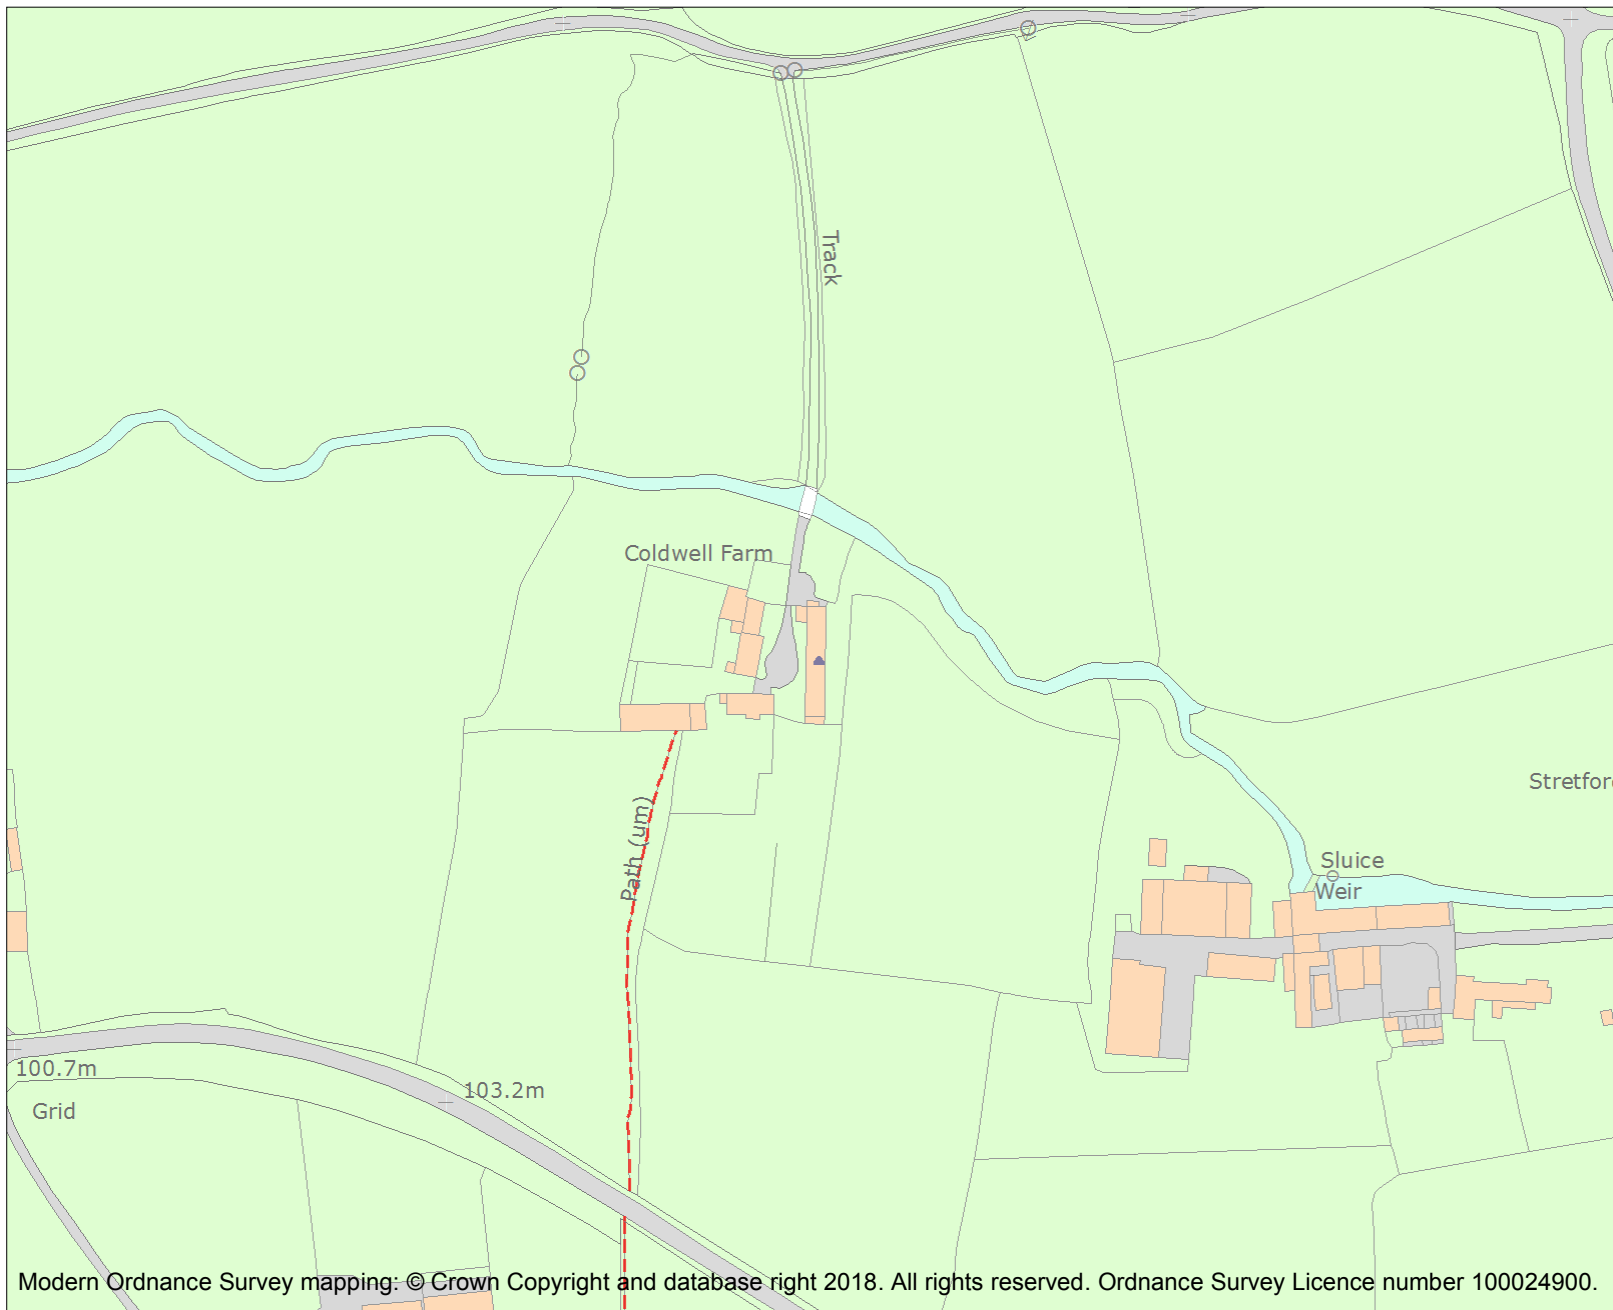 Track
Coldwell Farm
Path (um)
Sluice
Weir
100.7m
103.2m
Grid
Modern Ordnance Survey mapping: © Crown Copyright and database right 2018. All rights reserved. Ordnance Survey Licence number 100024900.